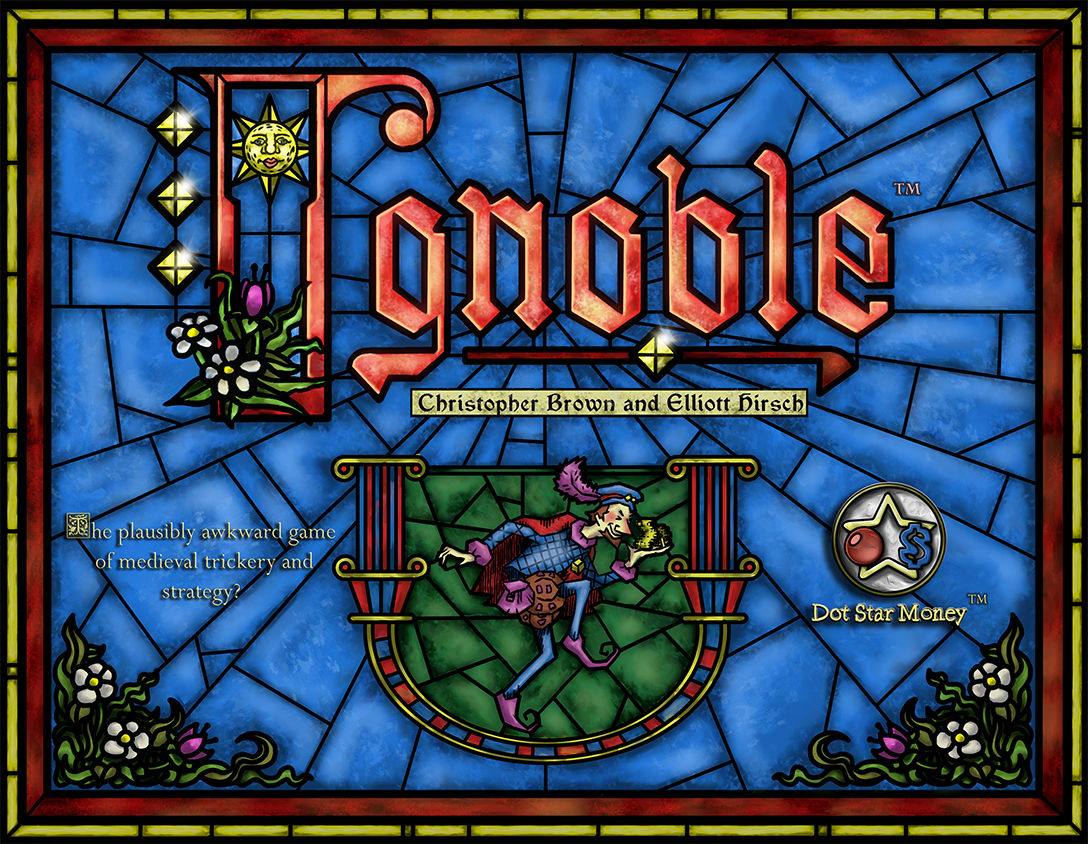 Ignoble™
Christopher Brown and Elliott Hirsch
The plausibly awkward game
of medieval trickery and
strategy?
$
Dot Star Money™